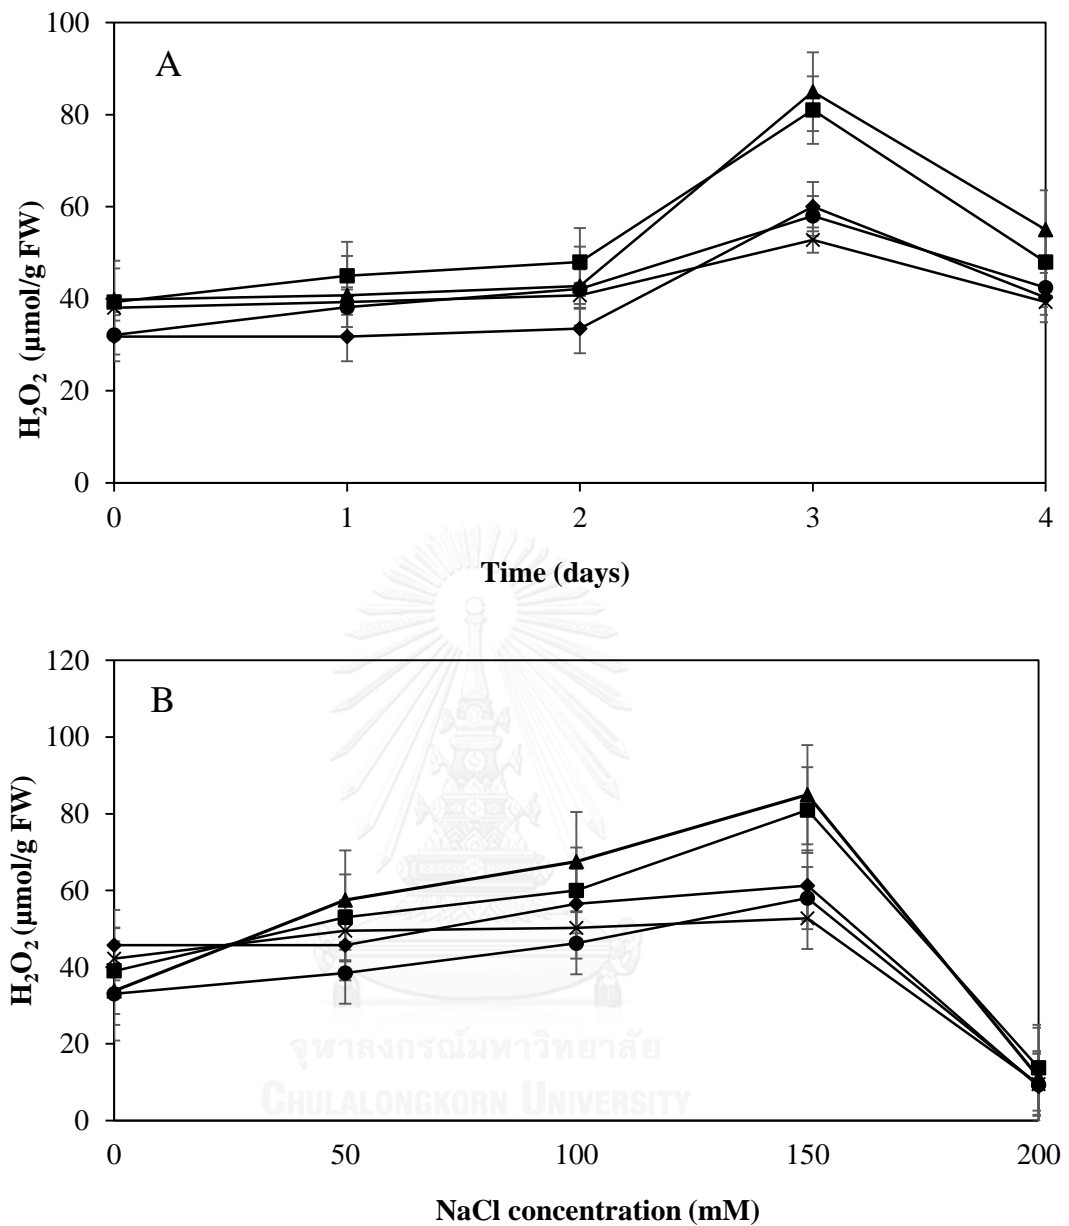 A
100
80
60
40
20
0
H₂O₂ (μmol/g FW)
0 1 2 3 4
Time (days)
B
120
100
80
60
40
20
0
H₂O₂ (μmol/g FW)
จุฬาลงกรณ์มหาวิทยาลัย
CHULALONGKORN UNIVERSITY
0 50 100 150 200
NaCl concentration (mM)